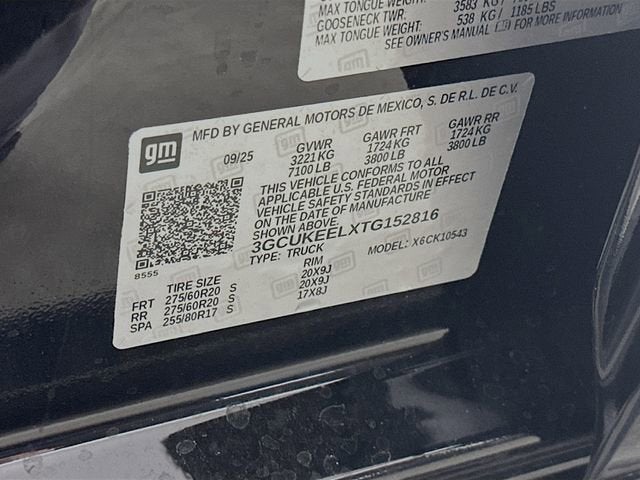 MAX TONGUE WEIGHT: 3583 KG /
GOOSENECK TWR.
MAX TONGUE WEIGHT: 538 KG / 1185 LBS
SEE OWNER'S MANUAL FOR MORE INFORMATION
gm
MFD BY GENERAL MOTORS DE MEXICO, S. DE R.L. DE C.V.
09/25 GVWR GAWR FRT GAWR RR
3221 KG 1724 KG 1724 KG
7100 LB 3800 LB 3800 LB
THIS VEHICLE CONFORMS TO ALL
APPLICABLE U.S. FEDERAL MOTOR
VEHICLE SAFETY STANDARDS IN EFFECT
ON THE DATE OF MANUFACTURE
SHOWN ABOVE.
3GCUKEELXTG152816
TYPE: TRUCK MODEL: X6CK10543
8555
TIRE SIZE RIM
FRT 275/60R20 S 20X9J
RR 275/60R20 S 20X9J
SPA 255/80R17 S 17X8J